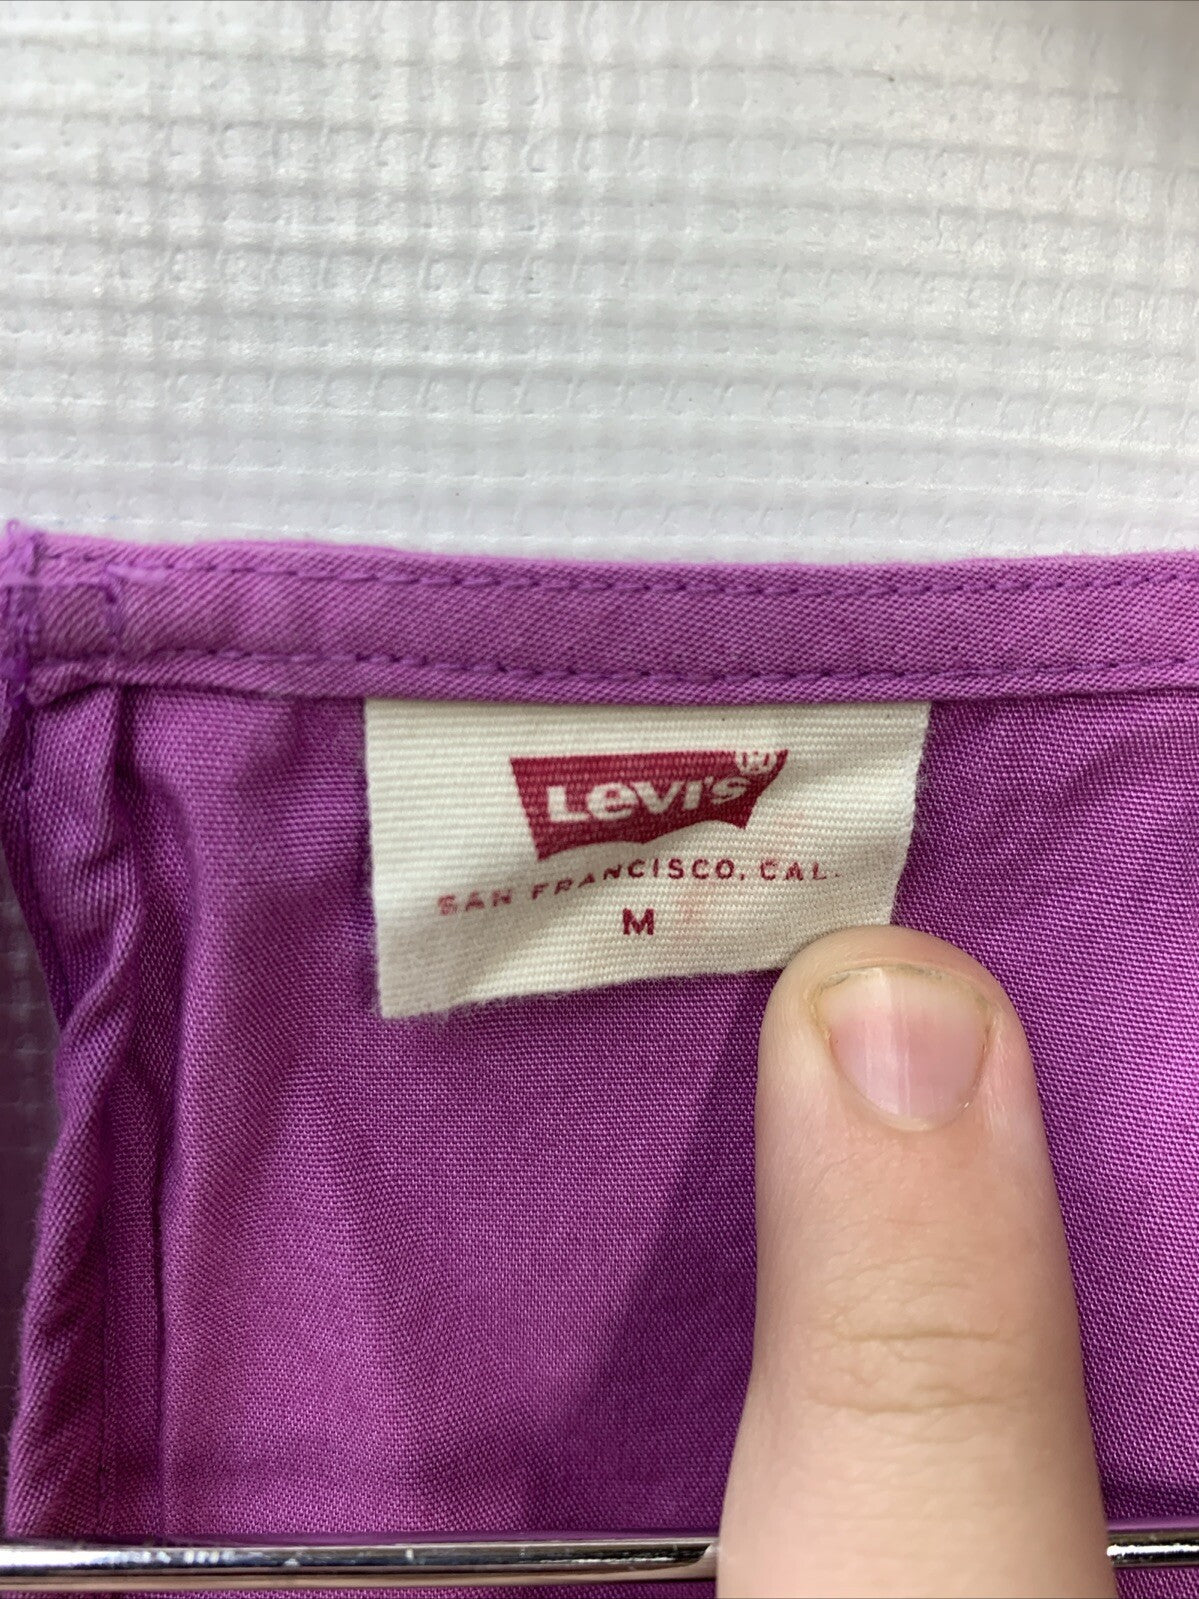 Levi's®
SAN FRANCISCO, CAL.
M